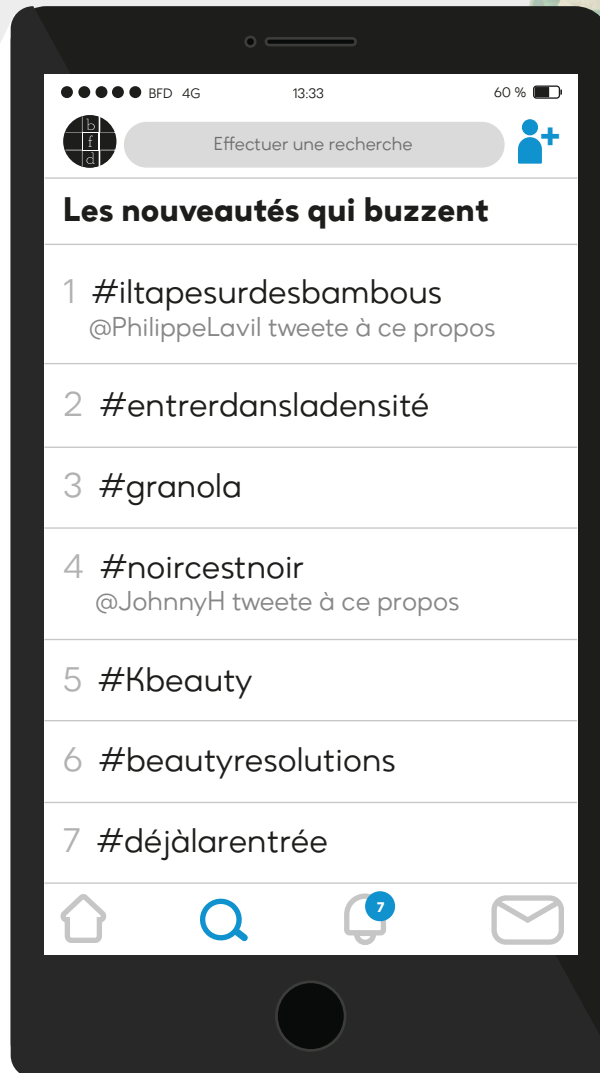 BFD 4G 13:33 60 %
b
f
d
Effectuer une recherche
Les nouveautés qui buzzent
1 #iltapesurdesbambous
@PhilippeLavil tweete à ce propos
2 #entrerdansladensité
3 #granola
4 #noircestnoir
@JohnnyH tweete à ce propos
5 #Kbeauty
6 #beautyresolutions
7 #déjàlarentrée
7